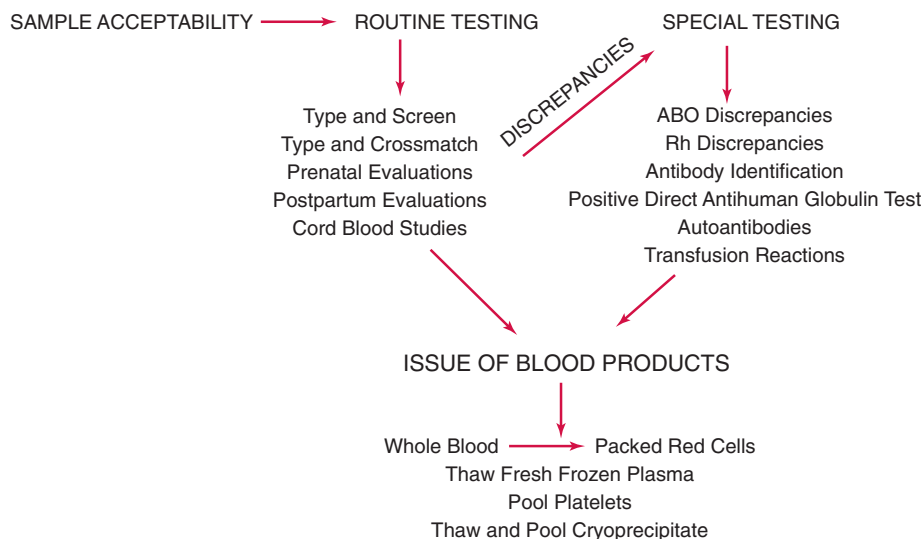 SAMPLE ACCEPTABILITY
ROUTINE TESTING
SPECIAL TESTING
DISCREPANCIES
Type and Screen
Type and Crossmatch
Prenatal Evaluations
Postpartum Evaluations
Cord Blood Studies
ABO Discrepancies
Rh Discrepancies
Antibody Identification
Positive Direct Antihuman Globulin Test
Autoantibodies
Transfusion Reactions
ISSUE OF BLOOD PRODUCTS
Whole Blood
Packed Red Cells
Thaw Fresh Frozen Plasma
Pool Platelets
Thaw and Pool Cryoprecipitate